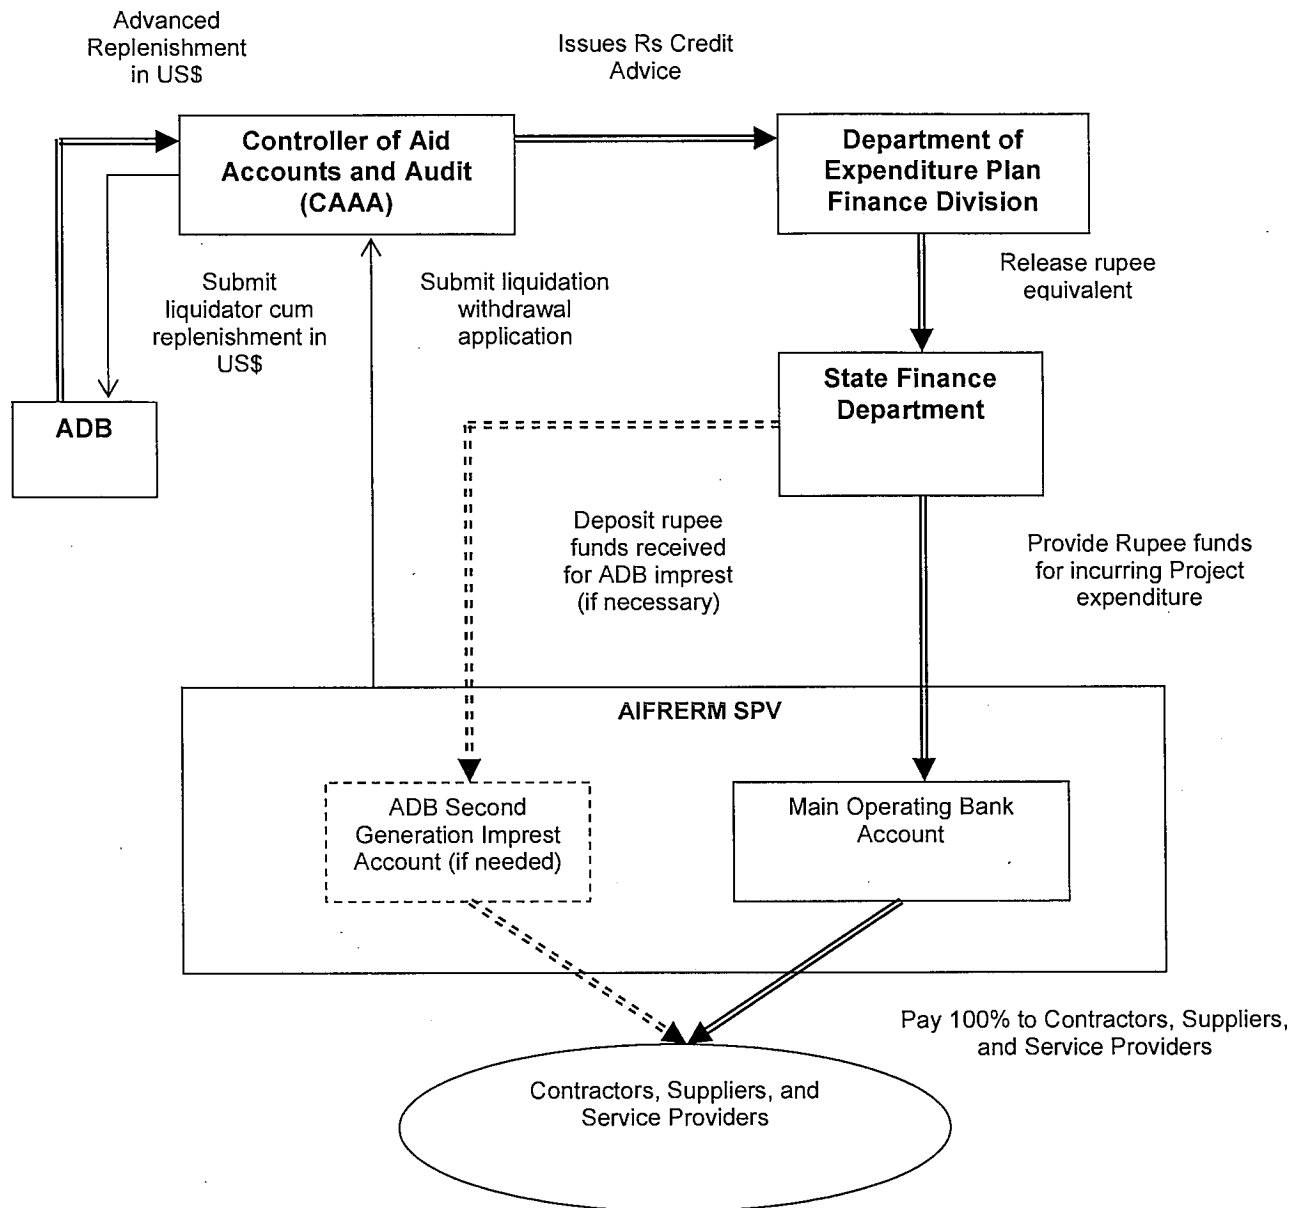 Advanced
Replenishment
in US$
Issues Rs Credit
Advice
Controller of Aid
Accounts and Audit
(CAAA)
Department of
Expenditure Plan
Finance Division
Submit
liquidator cum
replenishment in
US$
Submit liquidation
withdrawal
application
Release rupee
equivalent
ADB
State Finance
Department
Deposit rupee
funds received
for ADB imprest
(if necessary)
Provide Rupee funds
for incurring Project
expenditure
AIFRERM SPV
ADB Second
Generation Imprest
Account (if needed)
Main Operating Bank
Account
Pay 100% to Contractors, Suppliers,
and Service Providers
Contractors, Suppliers, and
Service Providers